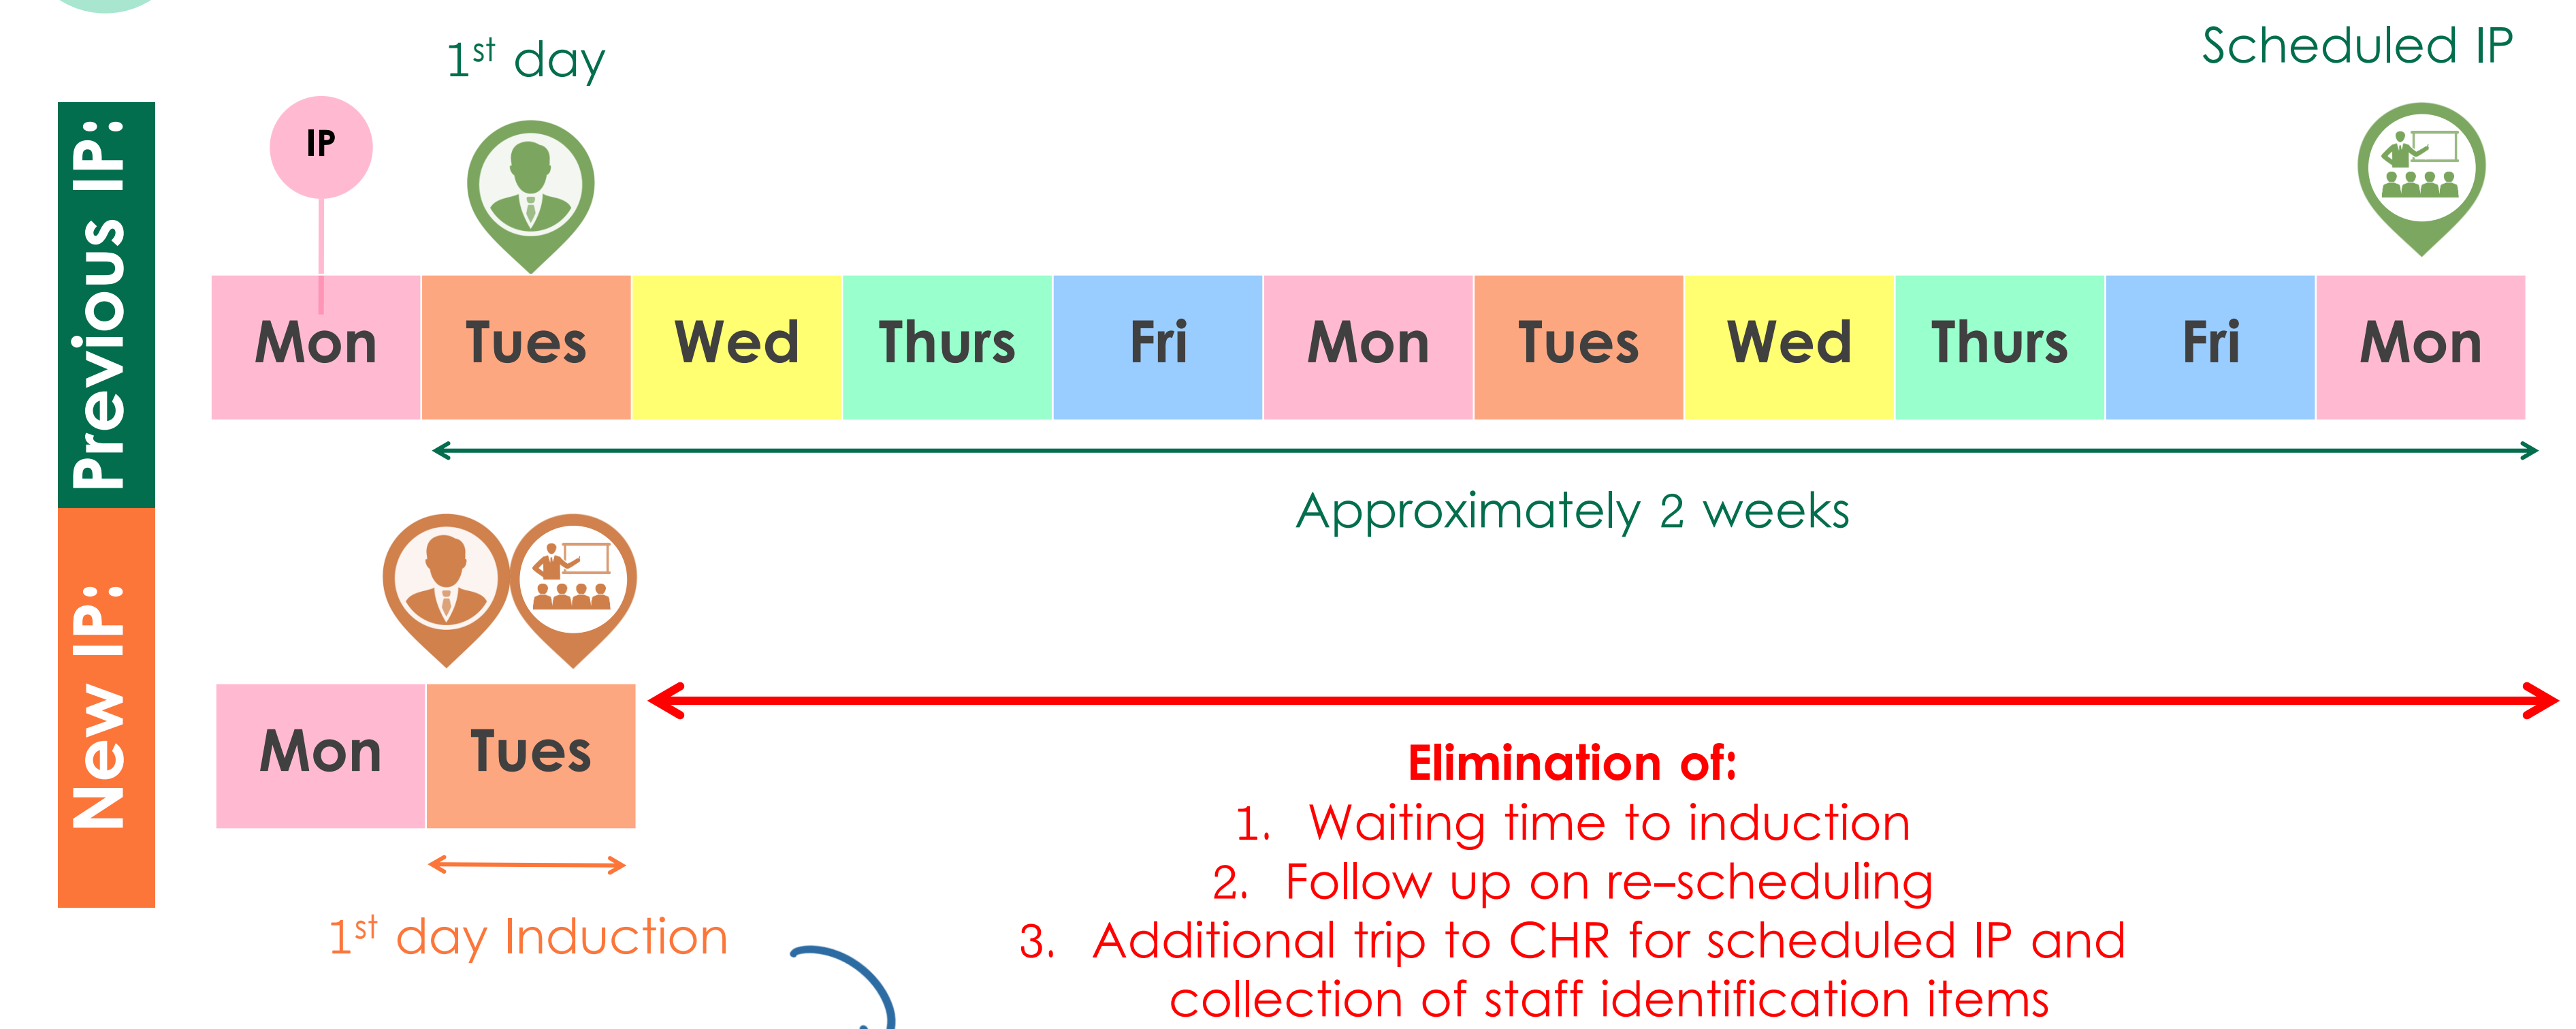 1st day
Scheduled IP
Previous IP:
IP
Mon Tues Wed Thurs Fri Mon Tues Wed Thurs Fri Mon
Approximately 2 weeks
New IP:
Mon Tues
1st day Induction
Elimination of:
1. Waiting time to induction
2. Follow up on re–scheduling
3. Additional trip to CHR for scheduled IP and
collection of staff identification items